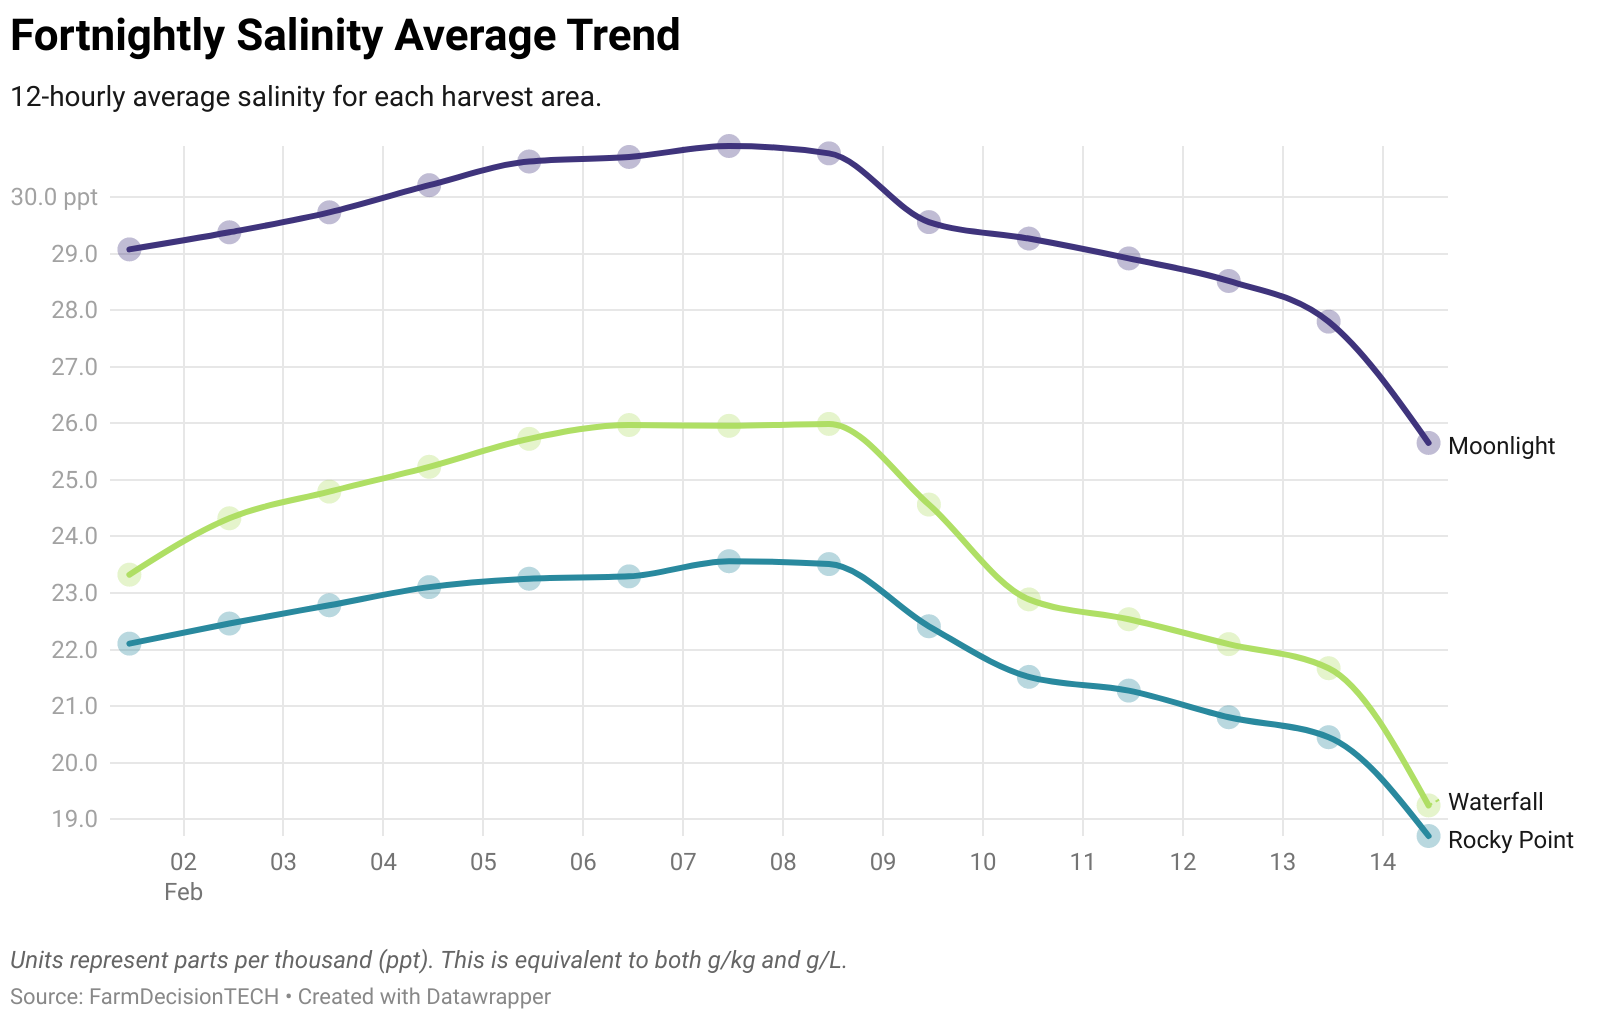 Fortnightly Salinity Average Trend
12-hourly average salinity for each harvest area.
30.0 ppt
29.0
28.0
27.0
26.0
25.0
24.0
23.0
22.0
21.0
20.0
19.0
Moonlight
Waterfall
Rocky Point
02 03 04 05 06 07 08 09 10 11 12 13 14
Feb
Units represent parts per thousand (ppt). This is equivalent to both g/kg and g/L.
Source: FarmDecisionTECH • Created with Datawrapper